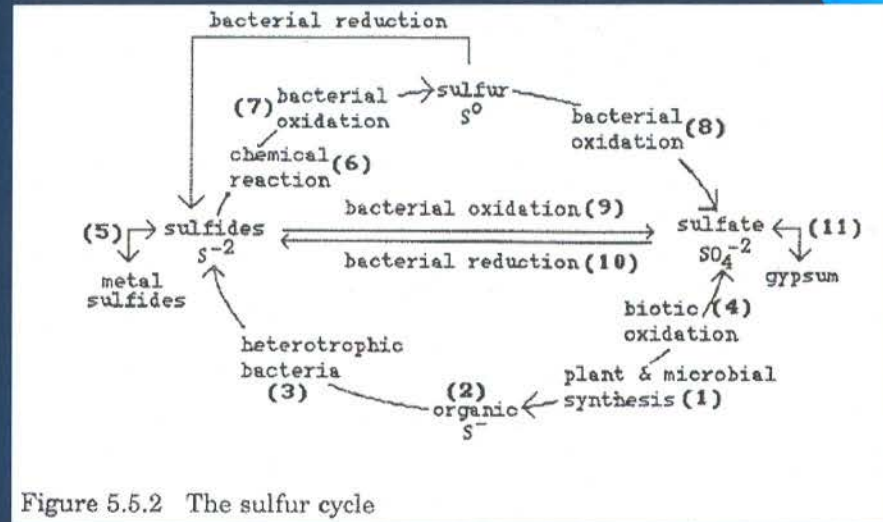 bacterial reduction
(7) bacterial oxidation
sulfur
S⁰
bacterial oxidation (8)
chemical reaction (6)
(5)
sulfides
S⁻²
bacterial oxidation (9)
bacterial reduction (10)
sulfate
SO₄⁻²
(11)
metal sulfides
gypsum
biotic (4)
oxidation
heterotrophic
bacteria
(3)
(2)
organic
S⁻
plant & microbial
synthesis (1)
Figure 5.5.2 The sulfur cycle